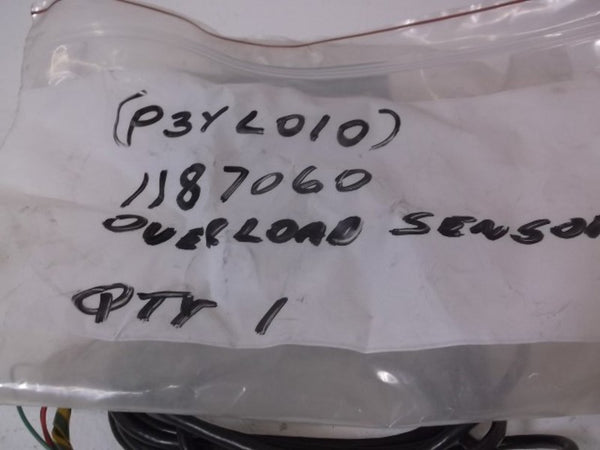 (P3YL010)
1187060
OVERLOAD SENSOR
QTY 1